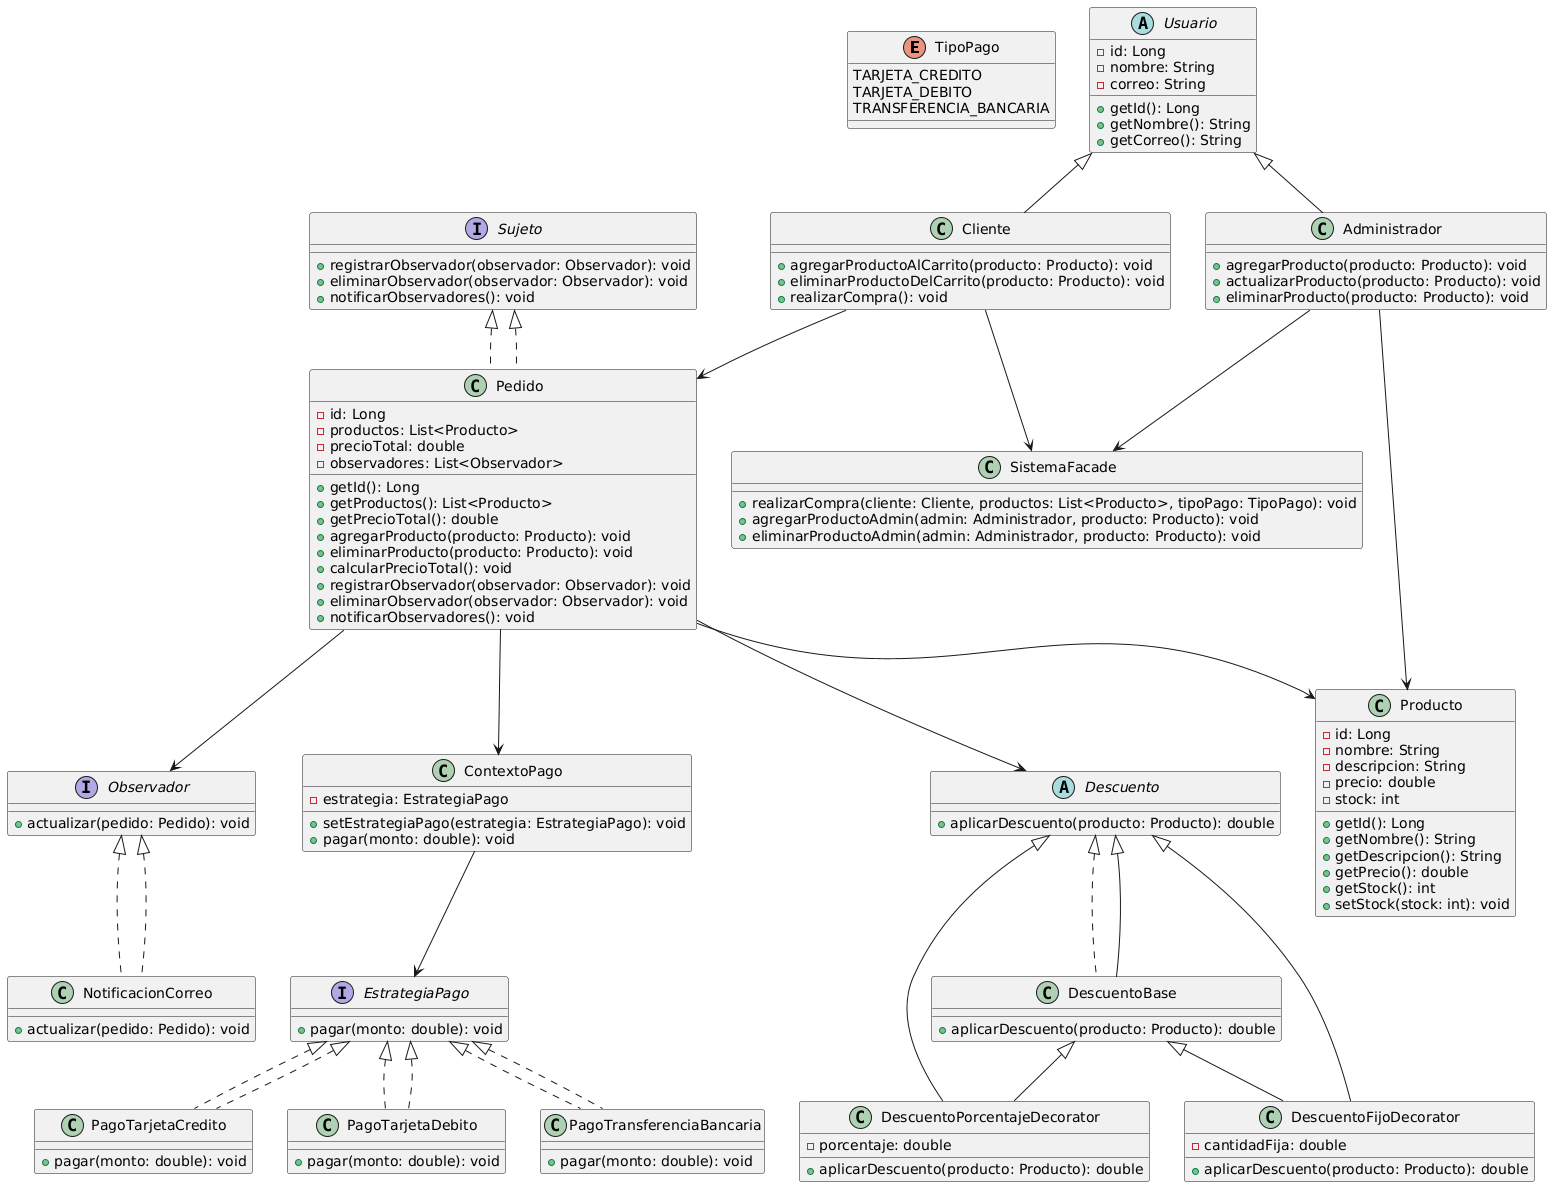 E TipoPago
TARJETA_CREDITO
TARJETA_DEBITO
TRANSFERENCIA_BANCARIA
A Usuario
id: Long
nombre: String
correo: String
getId(): Long
getNombre(): String
getCorreo(): String
I Sujeto
registrarObservador(observador: Observador): void
eliminarObservador(observador: Observador): void
notificarObservadores(): void
C Cliente
agregarProductoAlCarrito(producto: Producto): void
eliminarProductoDelCarrito(producto: Producto): void
realizarCompra(): void
C Administrador
agregarProducto(producto: Producto): void
actualizarProducto(producto: Producto): void
eliminarProducto(producto: Producto): void
C Pedido
id: Long
productos: List<Producto>
precioTotal: double
observadores: List<Observador>
getId(): Long
getProductos(): List<Producto>
getPrecioTotal(): double
agregarProducto(producto: Producto): void
eliminarProducto(producto: Producto): void
calcularPrecioTotal(): void
registrarObservador(observador: Observador): void
eliminarObservador(observador: Observador): void
notificarObservadores(): void
C SistemaFacade
realizarCompra(cliente: Cliente, productos: List<Producto>, tipoPago: TipoPago): void
agregarProductoAdmin(admin: Administrador, producto: Producto): void
eliminarProductoAdmin(admin: Administrador, producto: Producto): void
I Observador
actualizar(pedido: Pedido): void
C ContextoPago
estrategia: EstrategiaPago
setEstrategiaPago(estrategia: EstrategiaPago): void
pagar(monto: double): void
A Descuento
aplicarDescuento(producto: Producto): double
C Producto
id: Long
nombre: String
descripcion: String
precio: double
stock: int
getId(): Long
getNombre(): String
getDescripcion(): String
getPrecio(): double
getStock(): int
setStock(stock: int): void
C NotificacionCorreo
actualizar(pedido: Pedido): void
I EstrategiaPago
pagar(monto: double): void
C DescuentoBase
aplicarDescuento(producto: Producto): double
C PagoTarjetaCredito
pagar(monto: double): void
C PagoTarjetaDebito
pagar(monto: double): void
C PagoTransferenciaBancaria
pagar(monto: double): void
C DescuentoPorcentajeDecorator
porcentaje: double
aplicarDescuento(producto: Producto): double
C DescuentoFijoDecorator
cantidadFija: double
aplicarDescuento(producto: Producto): double